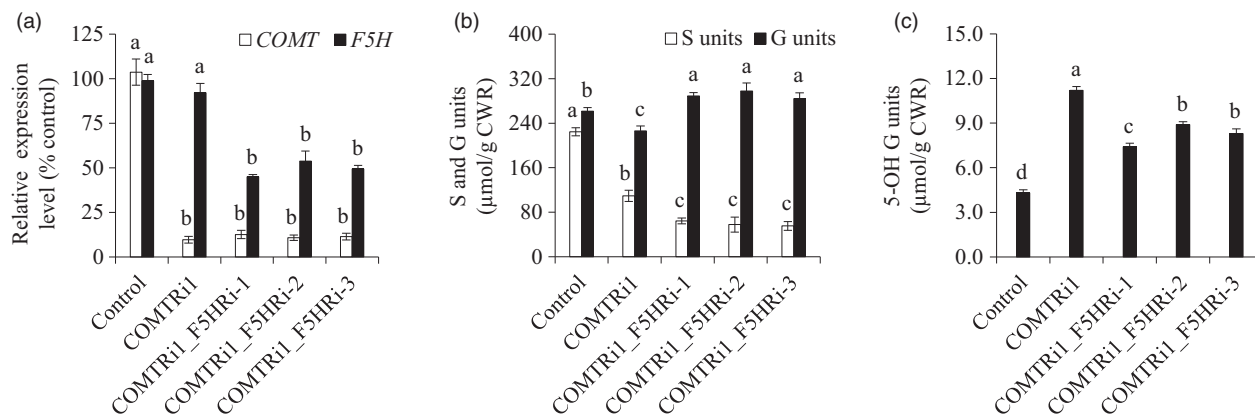 (a)
Relative expression
level (% control)
125
100
75
50
25
0
COMT F5H
a a a b b b b b b b
Control
COMTRi1
COMTRi1_F5HRi-1
COMTRi1_F5HRi-2
COMTRi1_F5HRi-3
(b)
S and G units
(µmol/g CWR)
400
320
240
160
80
0
S units G units
a b b c c a c a c a
Control
COMTRi1
COMTRi1_F5HRi-1
COMTRi1_F5HRi-2
COMTRi1_F5HRi-3
(c)
5-OH G units
(µmol/g CWR)
15.0
12.0
9.0
6.0
3.0
0.0
d a c b b
Control
COMTRi1
COMTRi1_F5HRi-1
COMTRi1_F5HRi-2
COMTRi1_F5HRi-3